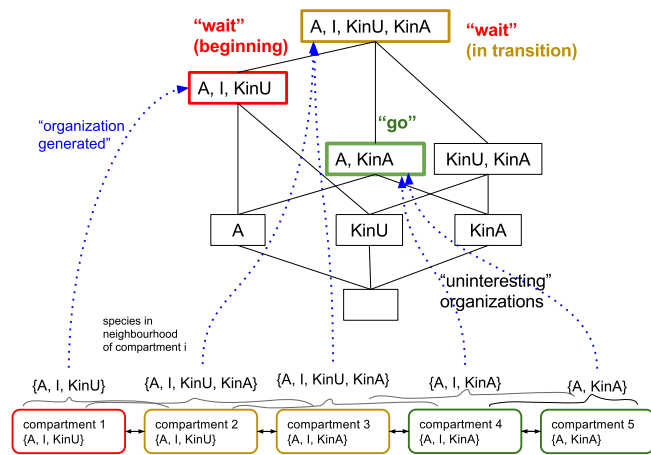 “wait”
(beginning)
A, I, KinU, KinA
“wait”
(in transition)
A, I, KinU
“organization
generated”
“go”
A, KinA
KinU, KinA
A
KinU
KinA
“uninteresting”
organizations
species in
neighbourhood
of compartment i
{A, I, KinU}
{A, I, KinU, KinA}
{A, I, KinU, KinA}
{A, I, KinA}
{A, KinA}
compartment 1
{A, I, KinU}
compartment 2
{A, I, KinU}
compartment 3
{A, I, KinA}
compartment 4
{A, I, KinA}
compartment 5
{A, KinA}